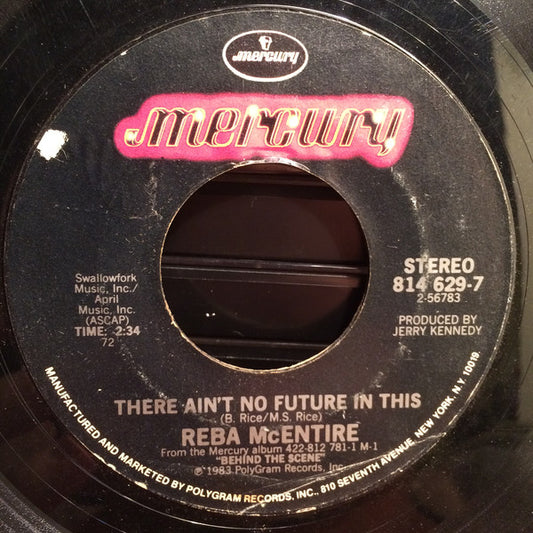 mercury
mercury
Swallowfork
Music, Inc./
April
Music, Inc.
(ASCAP)
TIME: 2:34
72
STEREO
814 629-7
2-56783
PRODUCED BY
JERRY KENNEDY
THERE AIN'T NO FUTURE IN THIS
(B. Rice/M.S. Rice)
REBA McENTIRE
From the Mercury album 422-812 781-1 M-1
"BEHIND THE SCENE"
℗ 1983 PolyGram Records, Inc.
MANUFACTURED AND MARKETED BY POLYGRAM RECORDS, INC., 810 SEVENTH AVENUE, NEW YORK, N.Y. 10019